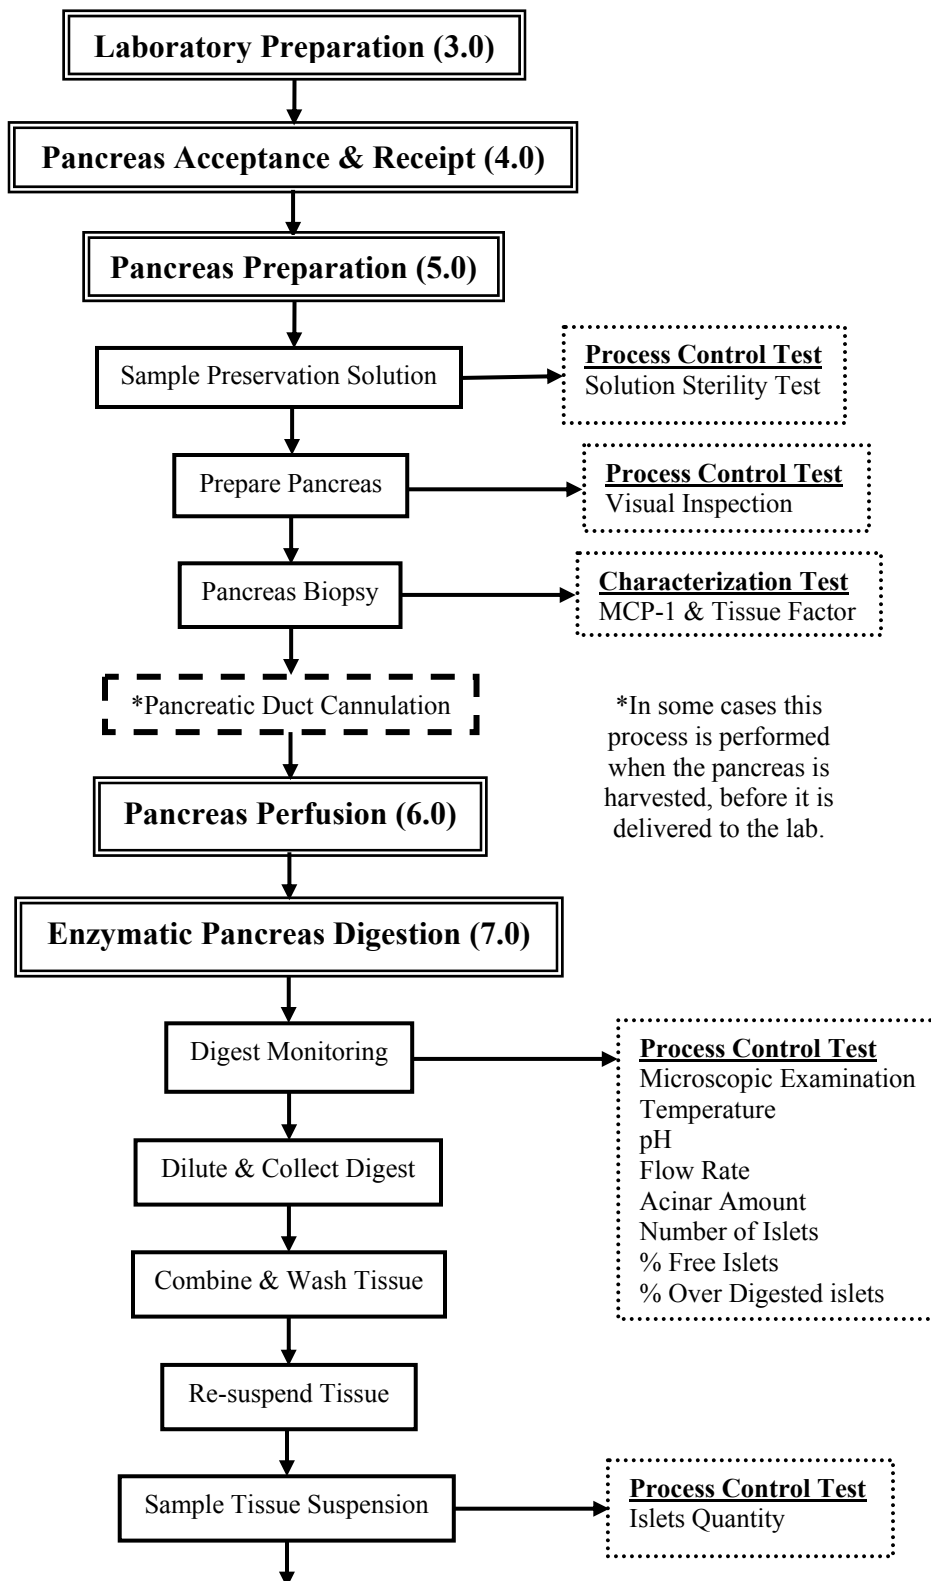 Laboratory Preparation (3.0)
Pancreas Acceptance & Receipt (4.0)
Pancreas Preparation (5.0)
Sample Preservation Solution
Process Control Test
Solution Sterility Test
Prepare Pancreas
Process Control Test
Visual Inspection
Pancreas Biopsy
Characterization Test
MCP-1 & Tissue Factor
*Pancreatic Duct Cannulation
*In some cases this
process is performed
when the pancreas is
harvested, before it is
delivered to the lab.
Pancreas Perfusion (6.0)
Enzymatic Pancreas Digestion (7.0)
Digest Monitoring
Process Control Test
Microscopic Examination
Temperature
pH
Flow Rate
Acinar Amount
Number of Islets
% Free Islets
% Over Digested islets
Dilute & Collect Digest
Combine & Wash Tissue
Re-suspend Tissue
Sample Tissue Suspension
Process Control Test
Islets Quantity